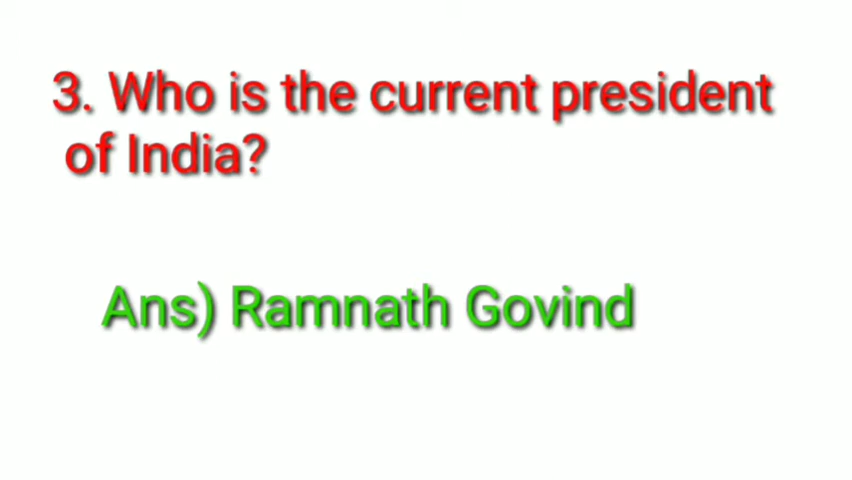 3. Who is the current president
of India?
Ans) Ramnath Govind